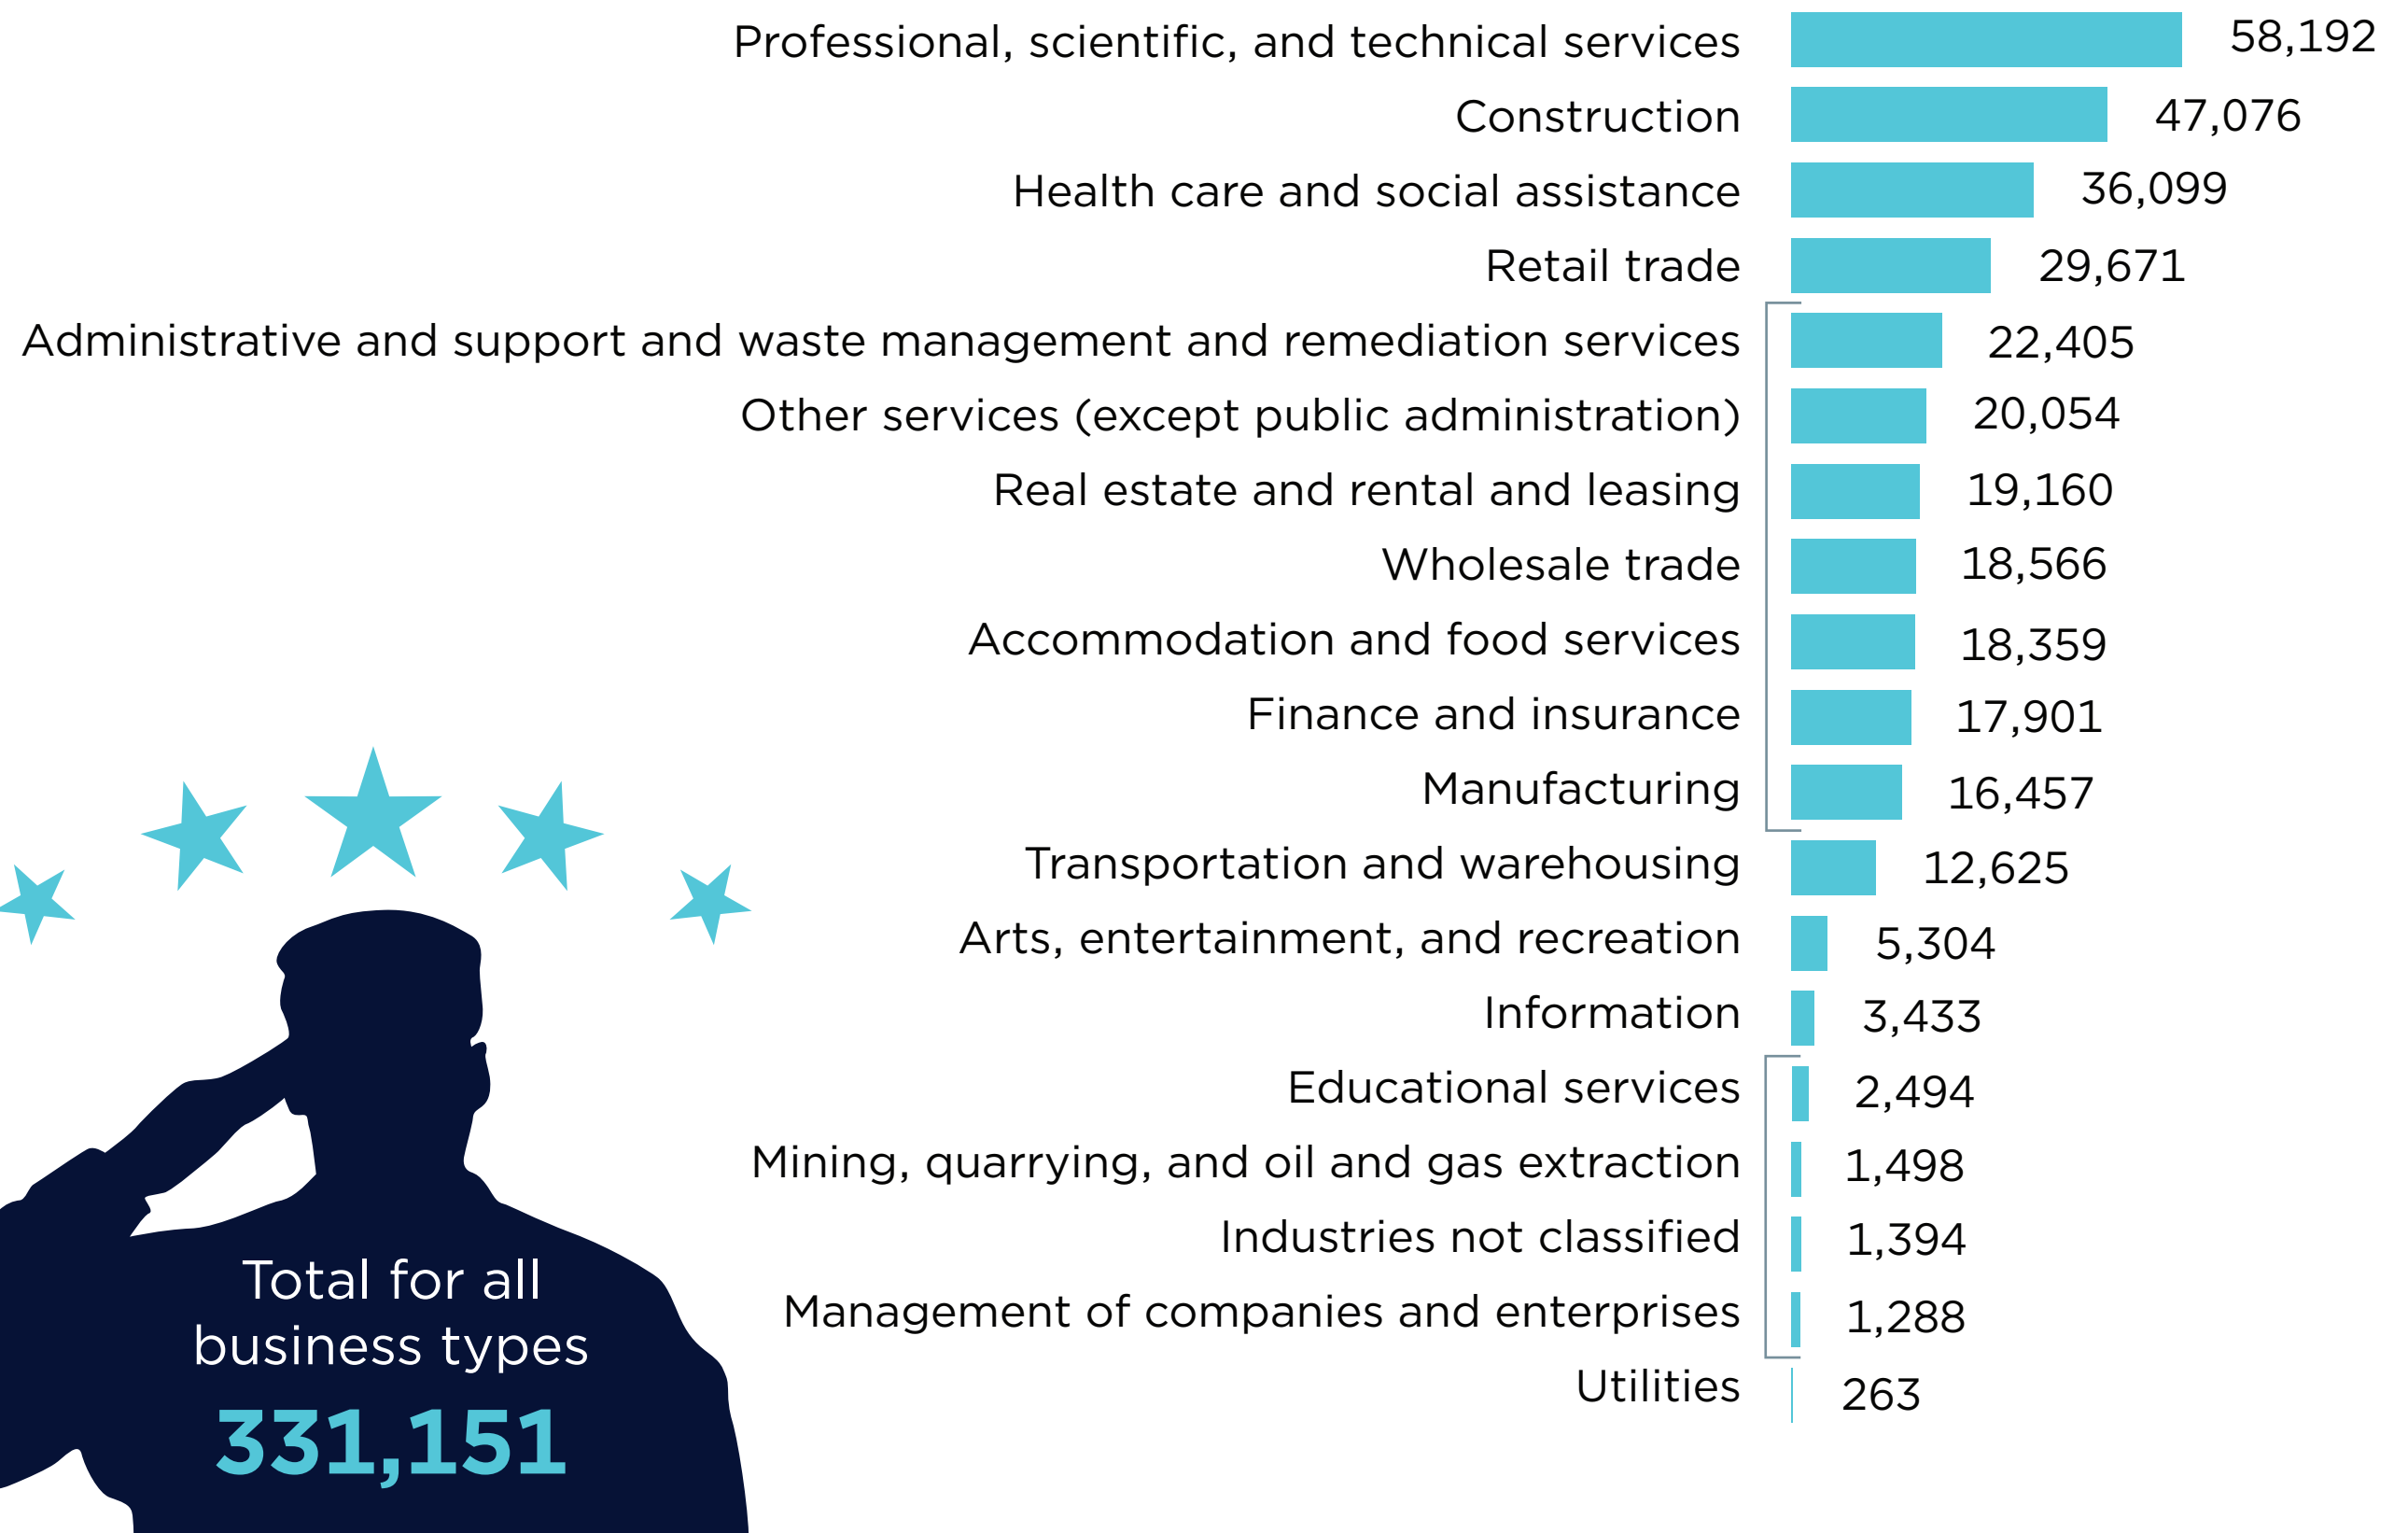 Professional, scientific, and technical services 58,192
Construction 47,076
Health care and social assistance 36,099
Retail trade 29,671
Administrative and support and waste management and remediation services 22,405
Other services (except public administration) 20,054
Real estate and rental and leasing 19,160
Wholesale trade 18,566
Accommodation and food services 18,359
Finance and insurance 17,901
Manufacturing 16,457
Transportation and warehousing 12,625
Arts, entertainment, and recreation 5,304
Information 3,433
Educational services 2,494
Mining, quarrying, and oil and gas extraction 1,498
Industries not classified 1,394
Management of companies and enterprises 1,288
Utilities 263
Total for all
business types
331,151